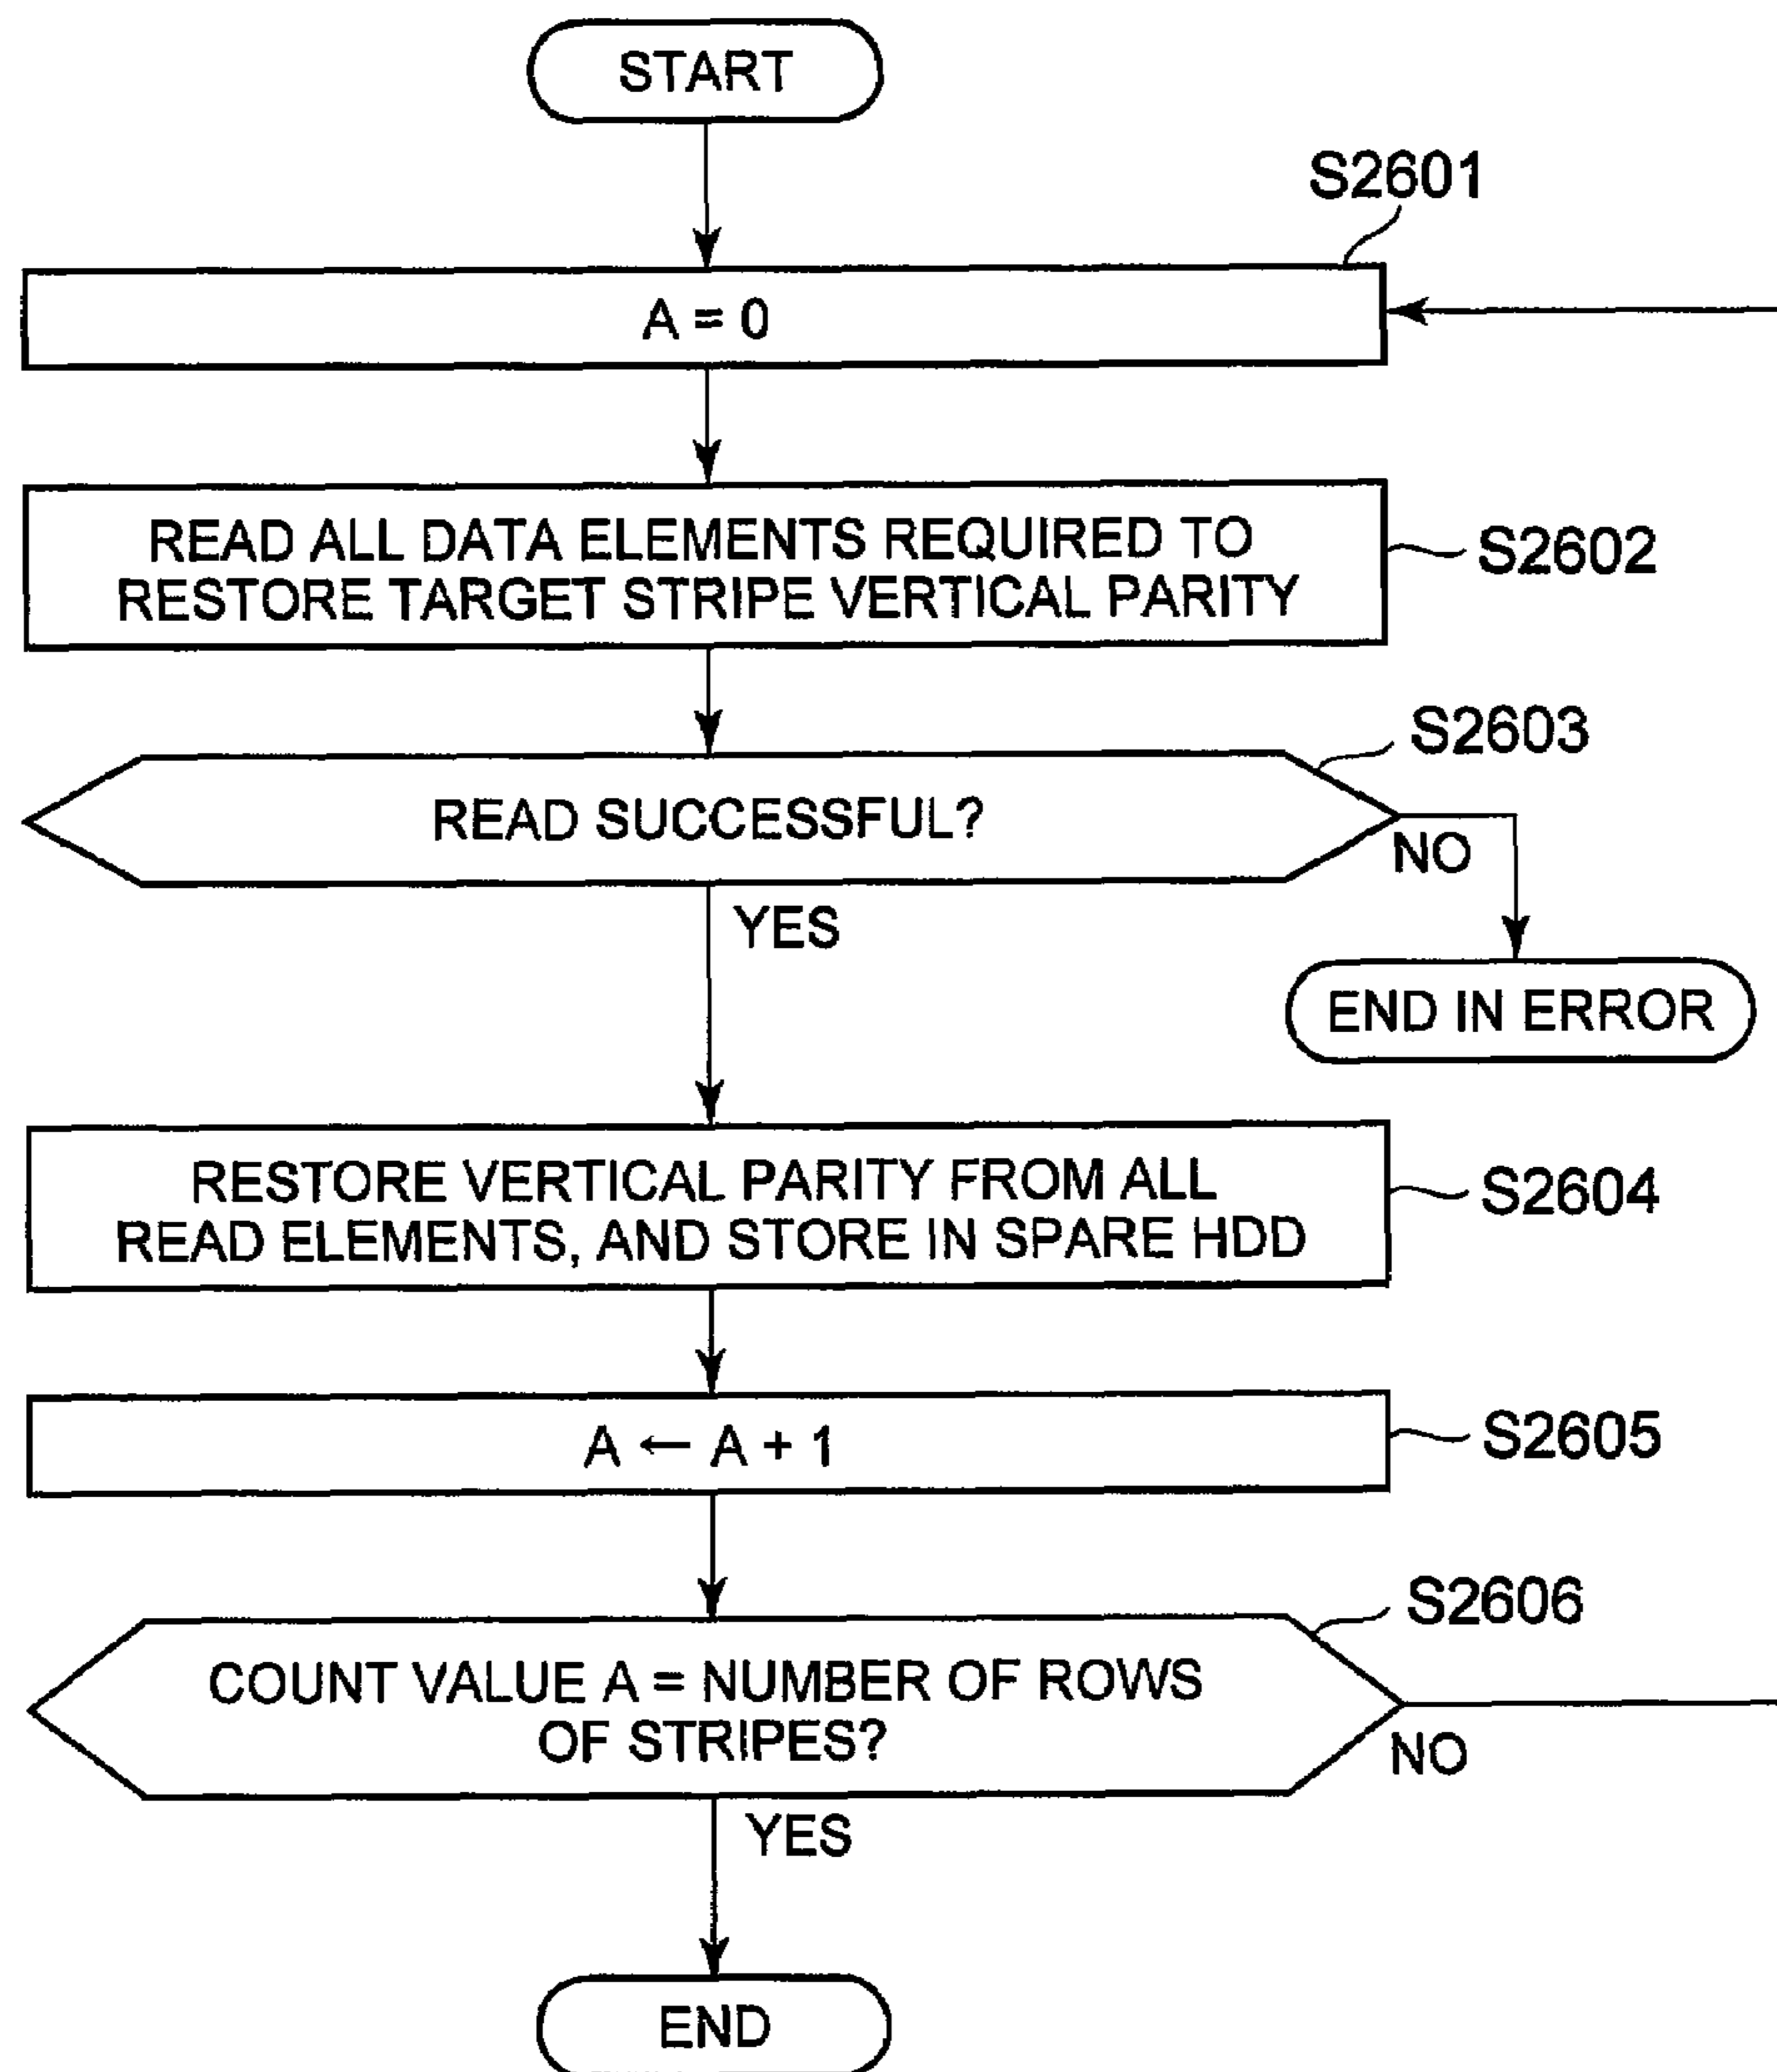 START
S2601
A = 0
READ ALL DATA ELEMENTS REQUIRED TO
RESTORE TARGET STRIPE VERTICAL PARITY
S2602
S2603
READ SUCCESSFUL?
NO
YES
END IN ERROR
RESTORE VERTICAL PARITY FROM ALL
READ ELEMENTS, AND STORE IN SPARE HDD
S2604
A ← A + 1
S2605
S2606
COUNT VALUE A = NUMBER OF ROWS
OF STRIPES?
NO
YES
END